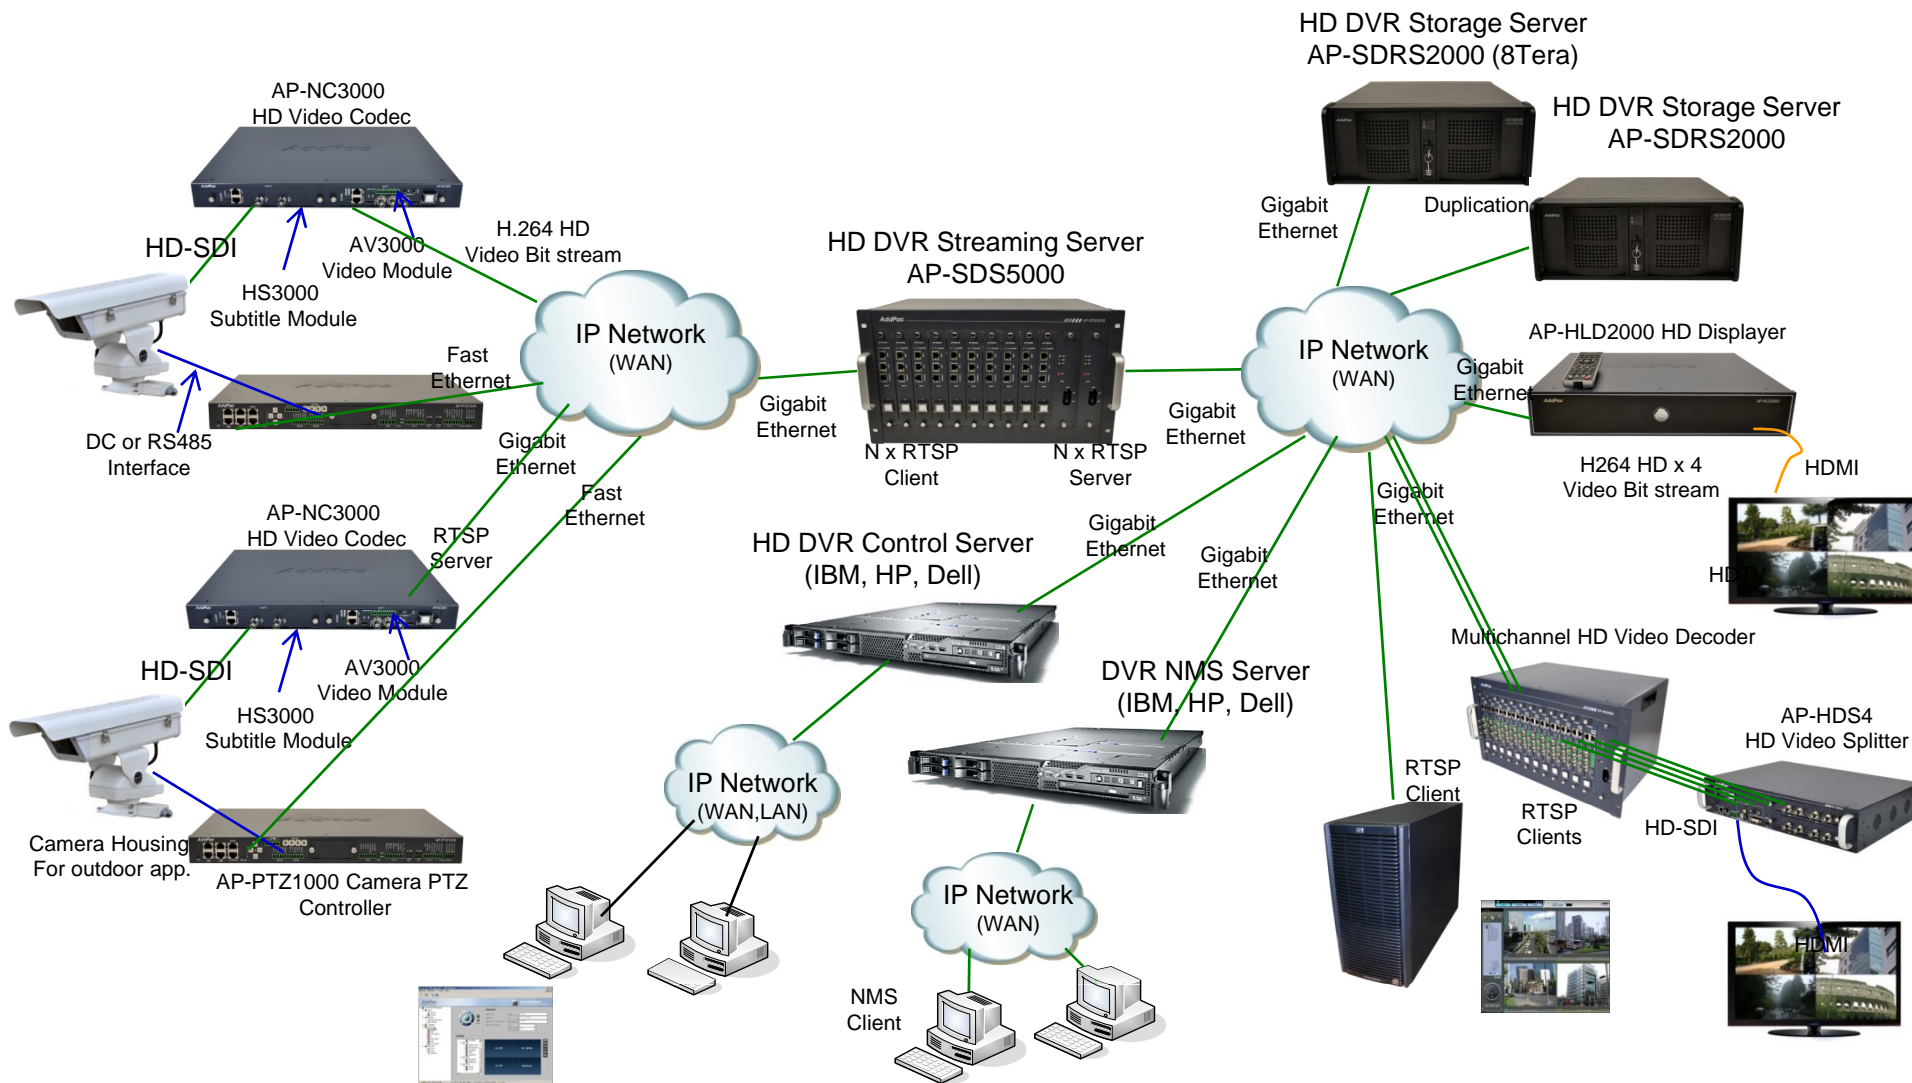 HD DVR Storage Server
AP-SDRS2000 (8Tera)
HD DVR Storage Server
AP-SDRS2000
AP-NC3000
HD Video Codec
AddPac
AddPac
Gigabit
Ethernet
Duplication
HD-SDI
AV3000
Video Module
H.264 HD
Video Bit stream
HD DVR Streaming Server
AP-SDS5000
HS3000
Subtitle Module
IP Network
(WAN)
AddPac
IP Network
(WAN)
AP-HLD2000 HD Displayer
Fast
Ethernet
Gigabit
Ethernet
AddPac
AP-HLD2000
DC or RS485
Interface
Gigabit
Ethernet
Gigabit
Ethernet
Gigabit
Ethernet
N x RTSP
Client
N x RTSP
Server
H264 HD x 4
Video Bit stream
HDMI
Fast
Ethernet
Gigabit
Ethernet
AP-NC3000
HD Video Codec
RTSP
Server
AddPac
HD DVR Control Server
(IBM, HP, Dell)
Gigabit
Ethernet
Gigabit
Ethernet
HDTV
HD-SDI
AV3000
Video Module
HS3000
Subtitle Module
DVR NMS Server
(IBM, HP, Dell)
Multichannel HD Video Decoder
AP-HDS4
HD Video Splitter
IP Network
(WAN,LAN)
RTSP
Client
RTSP
Clients
HD-SDI
Camera Housing
For outdoor app.
AP-PTZ1000 Camera PTZ
Controller
IP Network
(WAN)
HDMI
NMS
Client